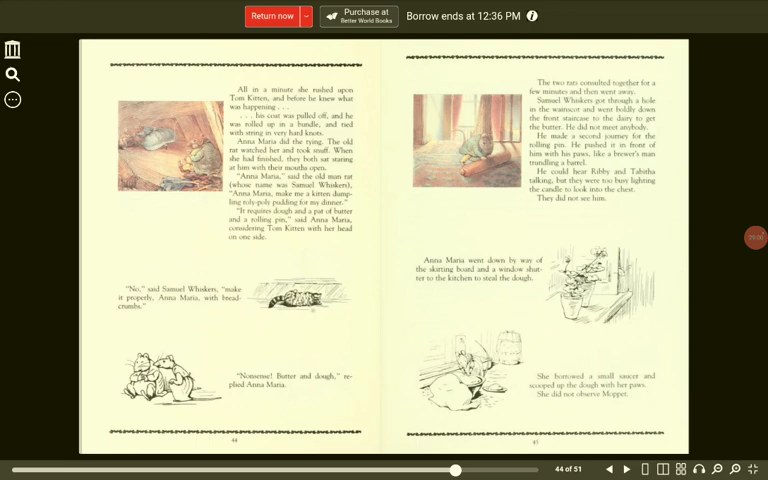 Return now
Purchase at
Better World Books
Borrow ends at 12:36 PM
All in a minute she rushed upon
Tom Kitten, and before he knew what
was happening . . .
. . . his coat was pulled off, and he
was rolled up in a bundle, and tied
with string in very hard knots.
Anna Maria did the tying. The old
rat watched her and took snuff. When
she had finished, they both sat staring
at him with their mouths open.
"Anna Maria," said the old man rat
(whose name was Samuel Whiskers),
"Anna Maria, make me a kitten dump-
ling roly-poly pudding for my dinner."
"It requires dough and a pat of butter
and a rolling pin," said Anna Maria,
considering Tom Kitten with her head
on one side.
"No," said Samuel Whiskers, "make
it properly, Anna Maria, with bread-
crumbs."
"Nonsense! Butter and dough," re-
plied Anna Maria.
44
The two rats consulted together for a
few minutes and then went away.
Samuel Whiskers got through a hole
in the wainscot and went boldly down
the front staircase to the dairy to get
the butter. He did not meet anybody.
He made a second journey for the
rolling pin. He pushed it in front of
him with his paws, like a brewer's man
trundling a barrel.
He could hear Ribby and Tabitha
talking, but they were too busy lighting
the candle to look into the chest.
They did not see him.
Anna Maria went down by way of
the skirting board and a window shut-
ter to the kitchen to steal the dough.
She borrowed a small saucer and
scooped up the dough with her paws.
She did not observe Moppet.
45
44 of 51